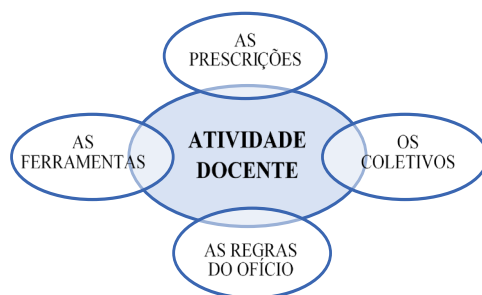 AS
PRESCRIÇÕES
AS
FERRAMENTAS
ATIVIDADE
DOCENTE
OS
COLETIVOS
AS REGRAS
DO OFÍCIO